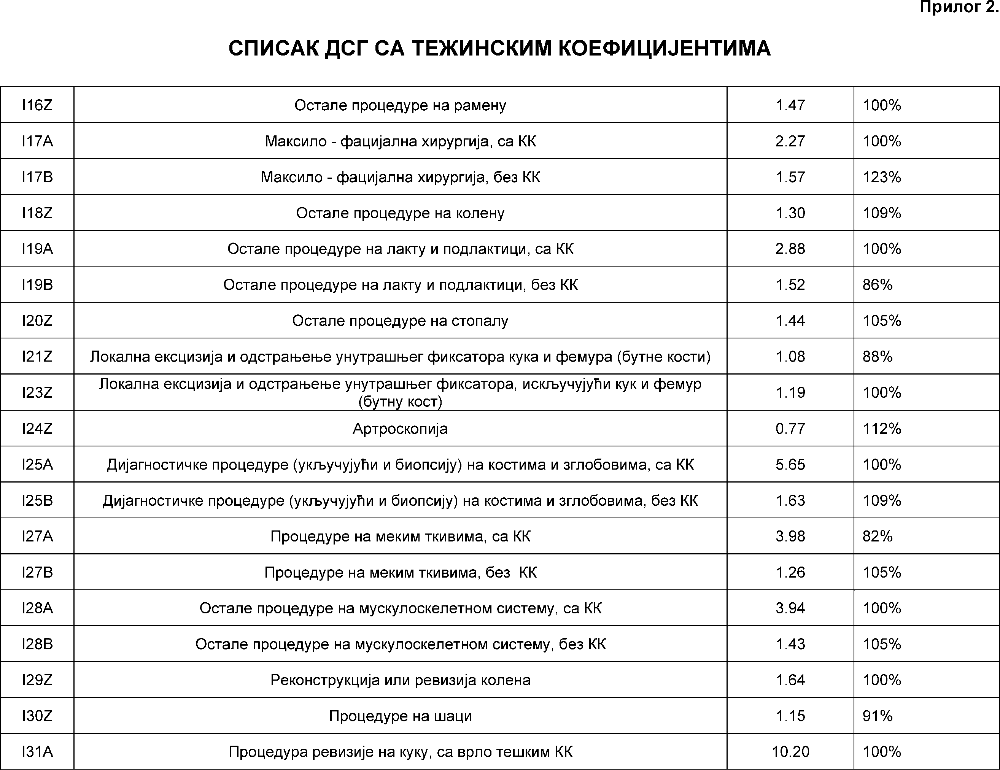 Прилог 2.
СПИСАК ДСГ СА ТЕЖИНСКИМ КОЕФИЦИЈЕНТИМА
I16Z Остале процедуре на рамену 1.47 100%
I17A Максило - фацијална хирургија, са КК 2.27 100%
I17B Максило - фацијална хирургија, без КК 1.57 123%
I18Z Остале процедуре на колену 1.30 109%
I19A Остале процедуре на лакту и подлактици, са КК 2.88 100%
I19B Остале процедуре на лакту и подлактици, без КК 1.52 86%
I20Z Остале процедуре на стопалу 1.44 105%
I21Z Локална ексцизија и одстрањење унутрашњег фиксатора кука и фемура (бутне кости) 1.08 88%
I23Z Локална ексцизија и одстрањење унутрашњег фиксатора, искључујући кук и фемур
(бутну кост) 1.19 100%
I24Z Артроскопија 0.77 112%
I25A Дијагностичке процедуре (укључујући и биопсију) на костима и зглобовима, са КК 5.65 100%
I25B Дијагностичке процедуре (укључујући и биопсију) на костима и зглобовима, без КК 1.63 109%
I27A Процедуре на меким ткивима, са КК 3.98 82%
I27B Процедуре на меким ткивима, без  КК 1.26 105%
I28A Остале процедуре на мускулоскелетном систему, са КК 3.94 100%
I28B Остале процедуре на мускулоскелетном систему, без КК 1.43 105%
I29Z Реконструкција или ревизија колена 1.64 100%
I30Z Процедуре на шаци 1.15 91%
I31A Процедура ревизије на куку, са врло тешким КК 10.20 100%